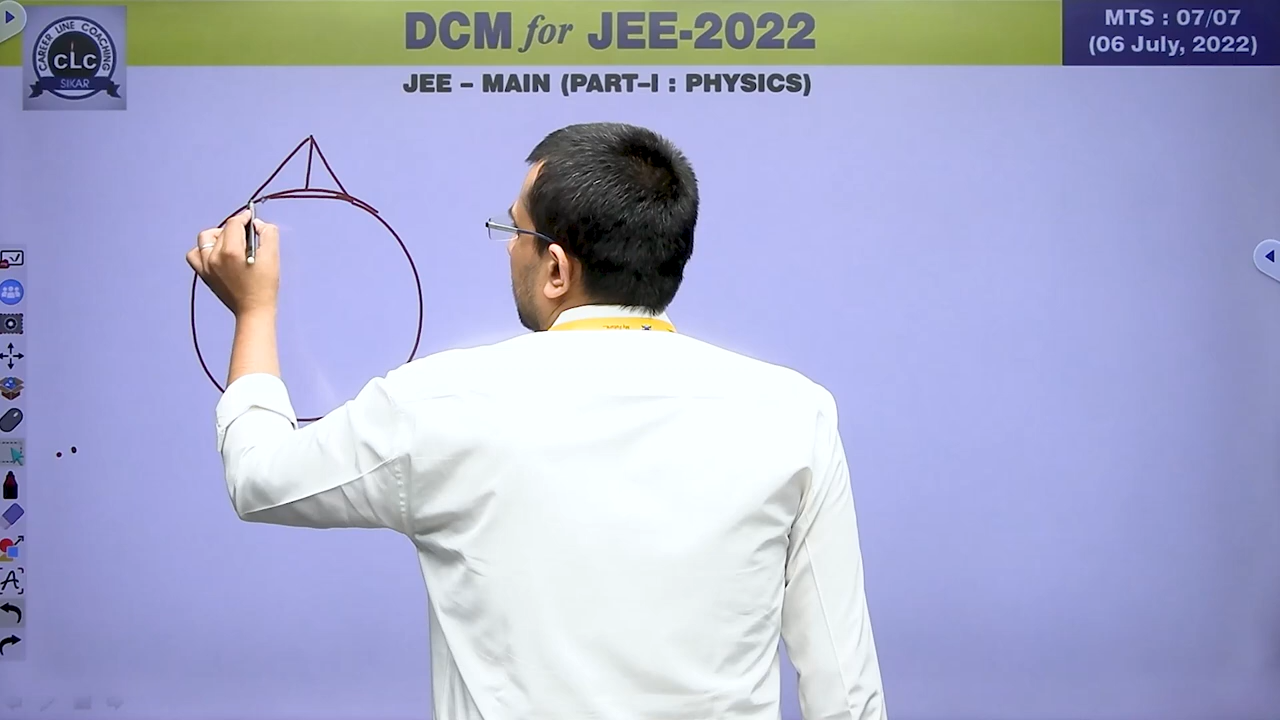 DCM for JEE-2022
MTS : 07/07
(06 July, 2022)
JEE – MAIN (PART–I : PHYSICS)
CAREER LINE COACHING
CLC
SIKAR